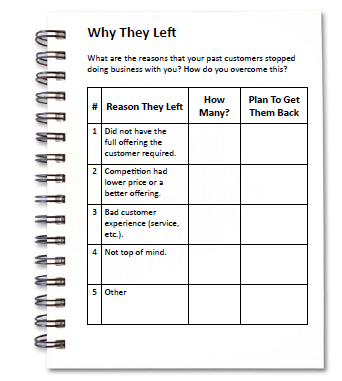 Why They Left
What are the reasons that your past customers stopped
doing business with you? How do you overcome this?
# Reason They Left How Many? Plan To Get Them Back
1 Did not have the
full offering the
customer required.
2 Competition had
lower price or a
better offering.
3 Bad customer
experience (service,
etc.).
4 Not top of mind.
5 Other